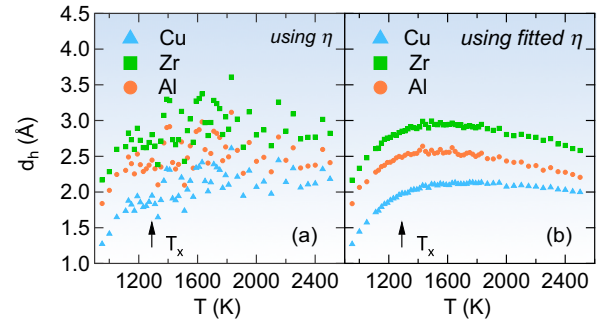 4.5
4.0
3.5
3.0
2.5
2.0
1.5
1.0
d_h (Å)
Cu
Zr
Al
using η
T_x
(a)
1200 1600 2000 2400
T (K)
Cu
Zr
Al
using fitted η
T_x
(b)
1200 1600 2000 2400
T (K)